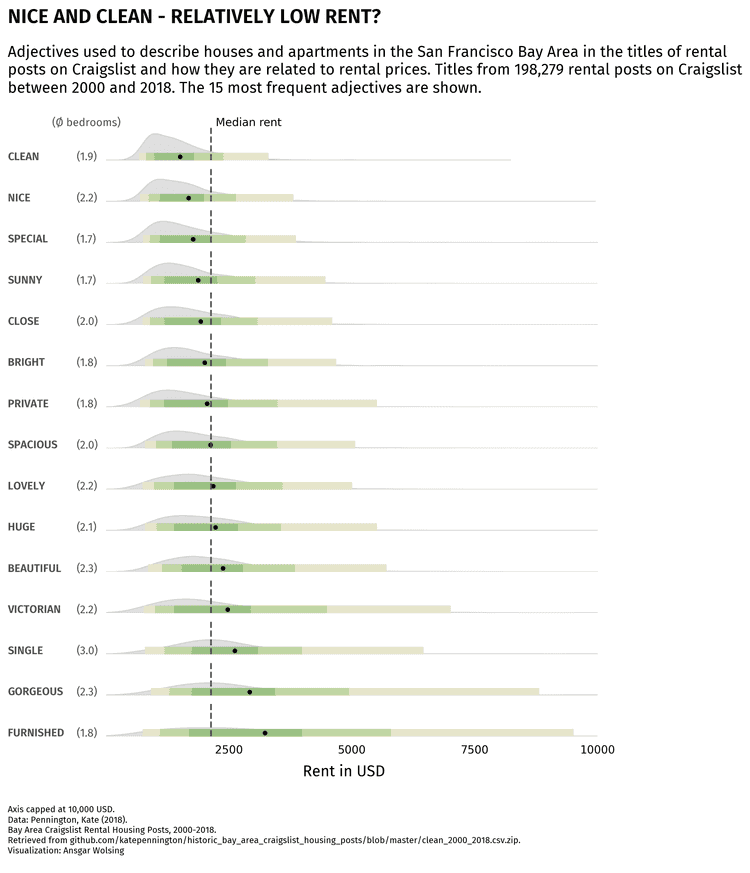 NICE AND CLEAN - RELATIVELY LOW RENT?
Adjectives used to describe houses and apartments in the San Francisco Bay Area in the titles of rental
posts on Craigslist and how they are related to rental prices. Titles from 198,279 rental posts on Craigslist
between 2000 and 2018. The 15 most frequent adjectives are shown.
(Ø bedrooms) Median rent
CLEAN (1.9)
NICE (2.2)
SPECIAL (1.7)
SUNNY (1.7)
CLOSE (2.0)
BRIGHT (1.8)
PRIVATE (1.8)
SPACIOUS (2.0)
LOVELY (2.2)
HUGE (2.1)
BEAUTIFUL (2.3)
VICTORIAN (2.2)
SINGLE (3.0)
GORGEOUS (2.3)
FURNISHED (1.8)
2500 5000 7500 10000
Rent in USD
Axis capped at 10,000 USD.
Data: Pennington, Kate (2018).
Bay Area Craigslist Rental Housing Posts, 2000-2018.
Retrieved from github.com/katepennington/historic_bay_area_craigslist_housing_posts/blob/master/clean_2000_2018.csv.zip.
Visualization: Ansgar Wolsing